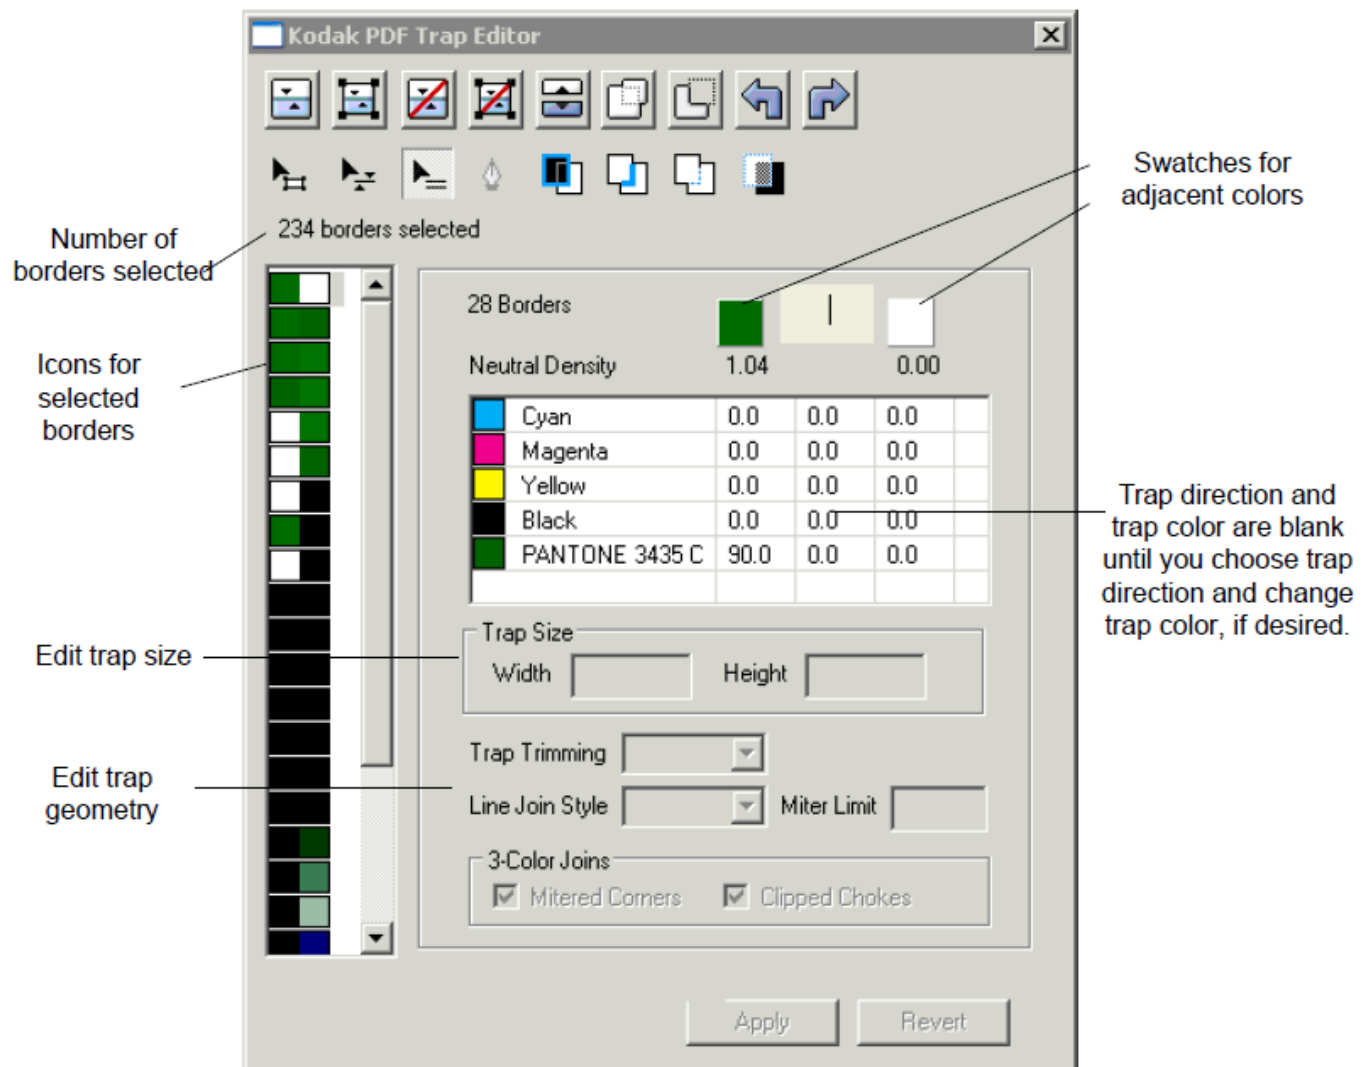 Kodak PDF Trap Editor
Swatches for
adjacent colors
Number of
borders selected
234 borders selected
Icons for
selected
borders
28 Borders
Neutral Density 1.04 0.00
Cyan 0.0 0.0 0.0
Magenta 0.0 0.0 0.0
Yellow 0.0 0.0 0.0
Black 0.0 0.0 0.0
PANTONE 3435 C 90.0 0.0 0.0
Trap direction and
trap color are blank
until you choose trap
direction and change
trap color, if desired.
Edit trap size
Trap Size
Width Height
Edit trap
geometry
Trap Trimming
Line Join Style Miter Limit
3-Color Joins
Mitered Corners Clipped Chokes
Apply Revert